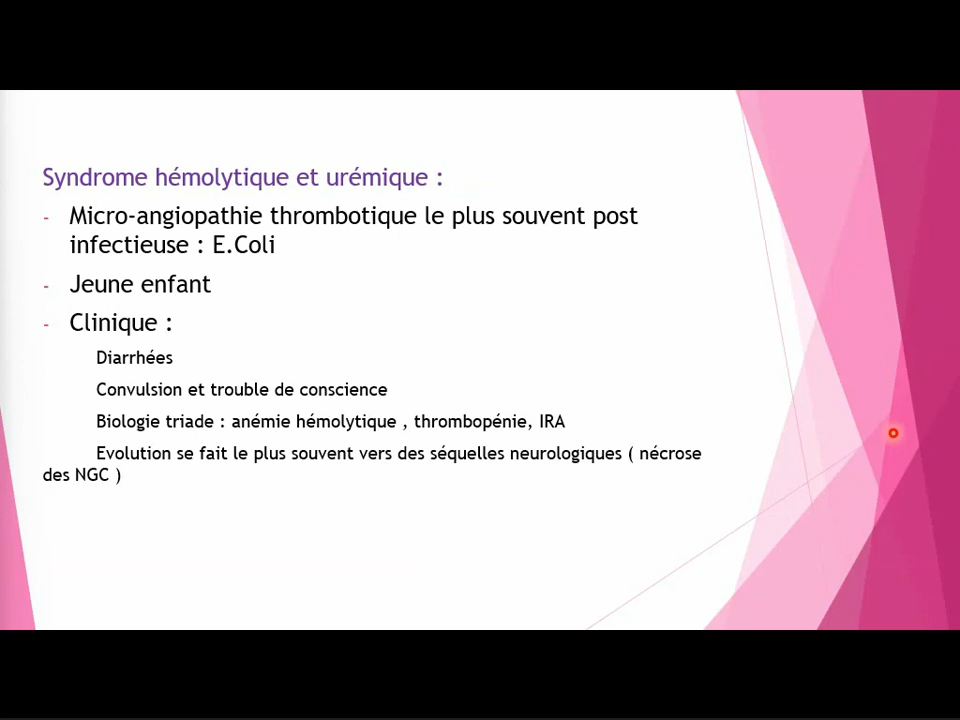 Syndrome hémolytique et urémique :
- Micro-angiopathie thrombotique le plus souvent post
infectieuse : E.Coli
- Jeune enfant
- Clinique :
Diarrhées
Convulsion et trouble de conscience
Biologie triade : anémie hémolytique , thrombopénie, IRA
Evolution se fait le plus souvent vers des séquelles neurologiques ( nécrose
des NGC )